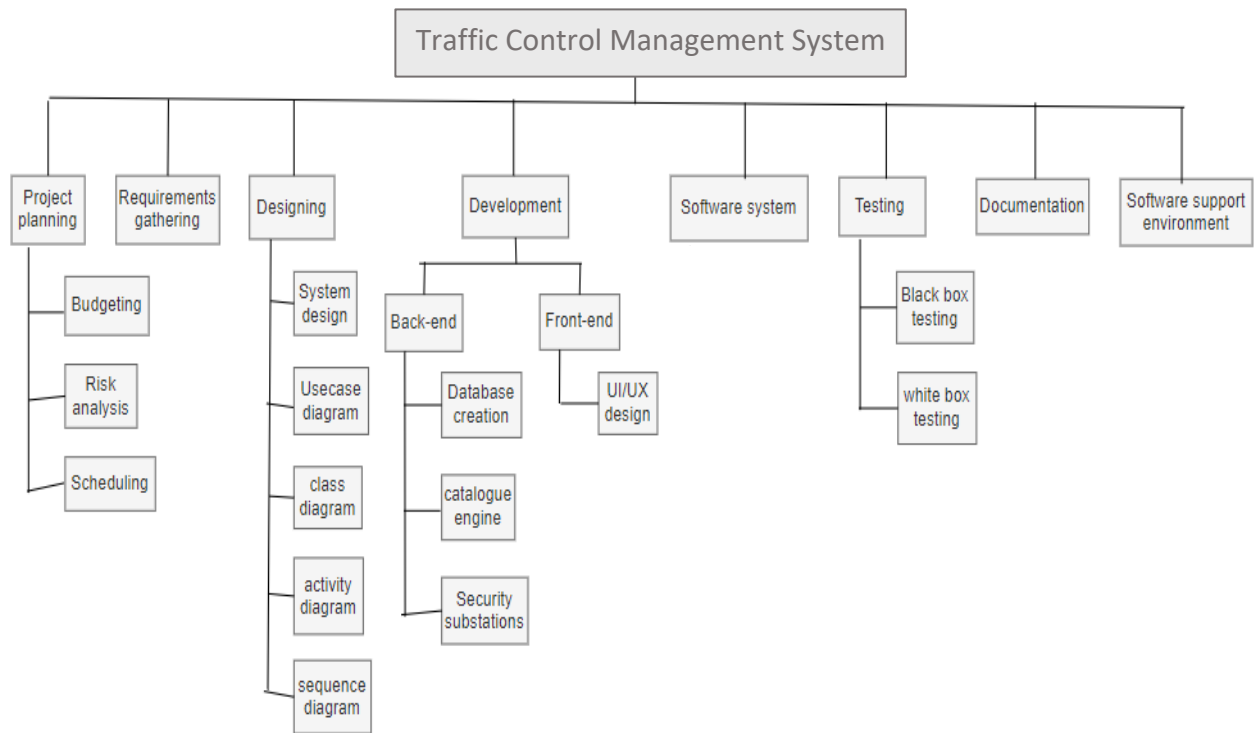 Traffic Control Management System
Project
planning
Requirements
gathering
Designing
Development
Software system
Testing
Documentation
Software support
environment
Budgeting
Risk
analysis
Scheduling
System
design
Usecase
diagram
class
diagram
activity
diagram
sequence
diagram
Back-end
Front-end
Database
creation
catalogue
engine
Security
substations
UI/UX
design
Black box
testing
white box
testing